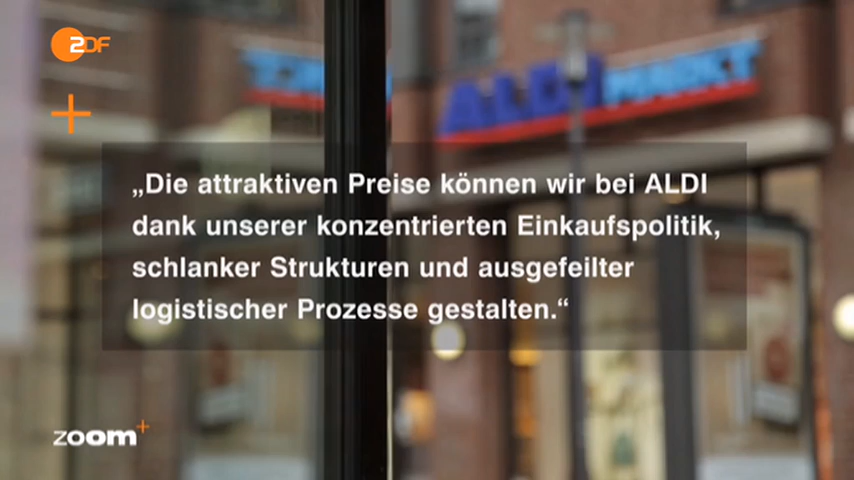 ZDF
ALDI MARKT
„Die attraktiven Preise können wir bei ALDI
dank unserer konzentrierten Einkaufspolitik,
schlanker Strukturen und ausgefeilter
logistischer Prozesse gestalten.“
zoom+